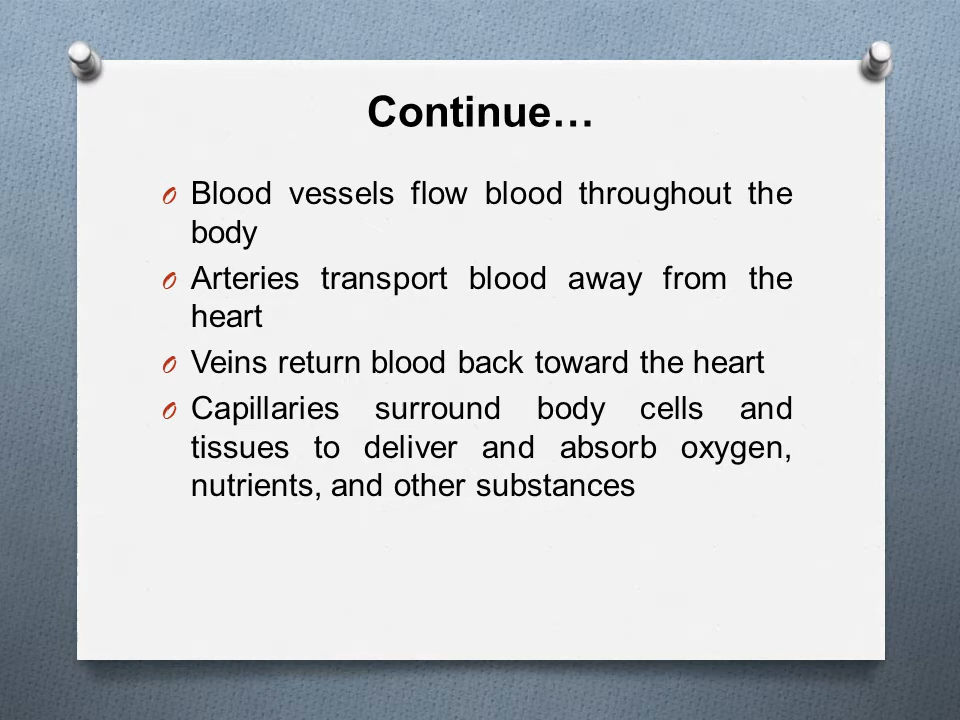 Continue…
Blood vessels flow blood throughout the
body
Arteries transport blood away from the
heart
Veins return blood back toward the heart
Capillaries surround body cells and
tissues to deliver and absorb oxygen,
nutrients, and other substances